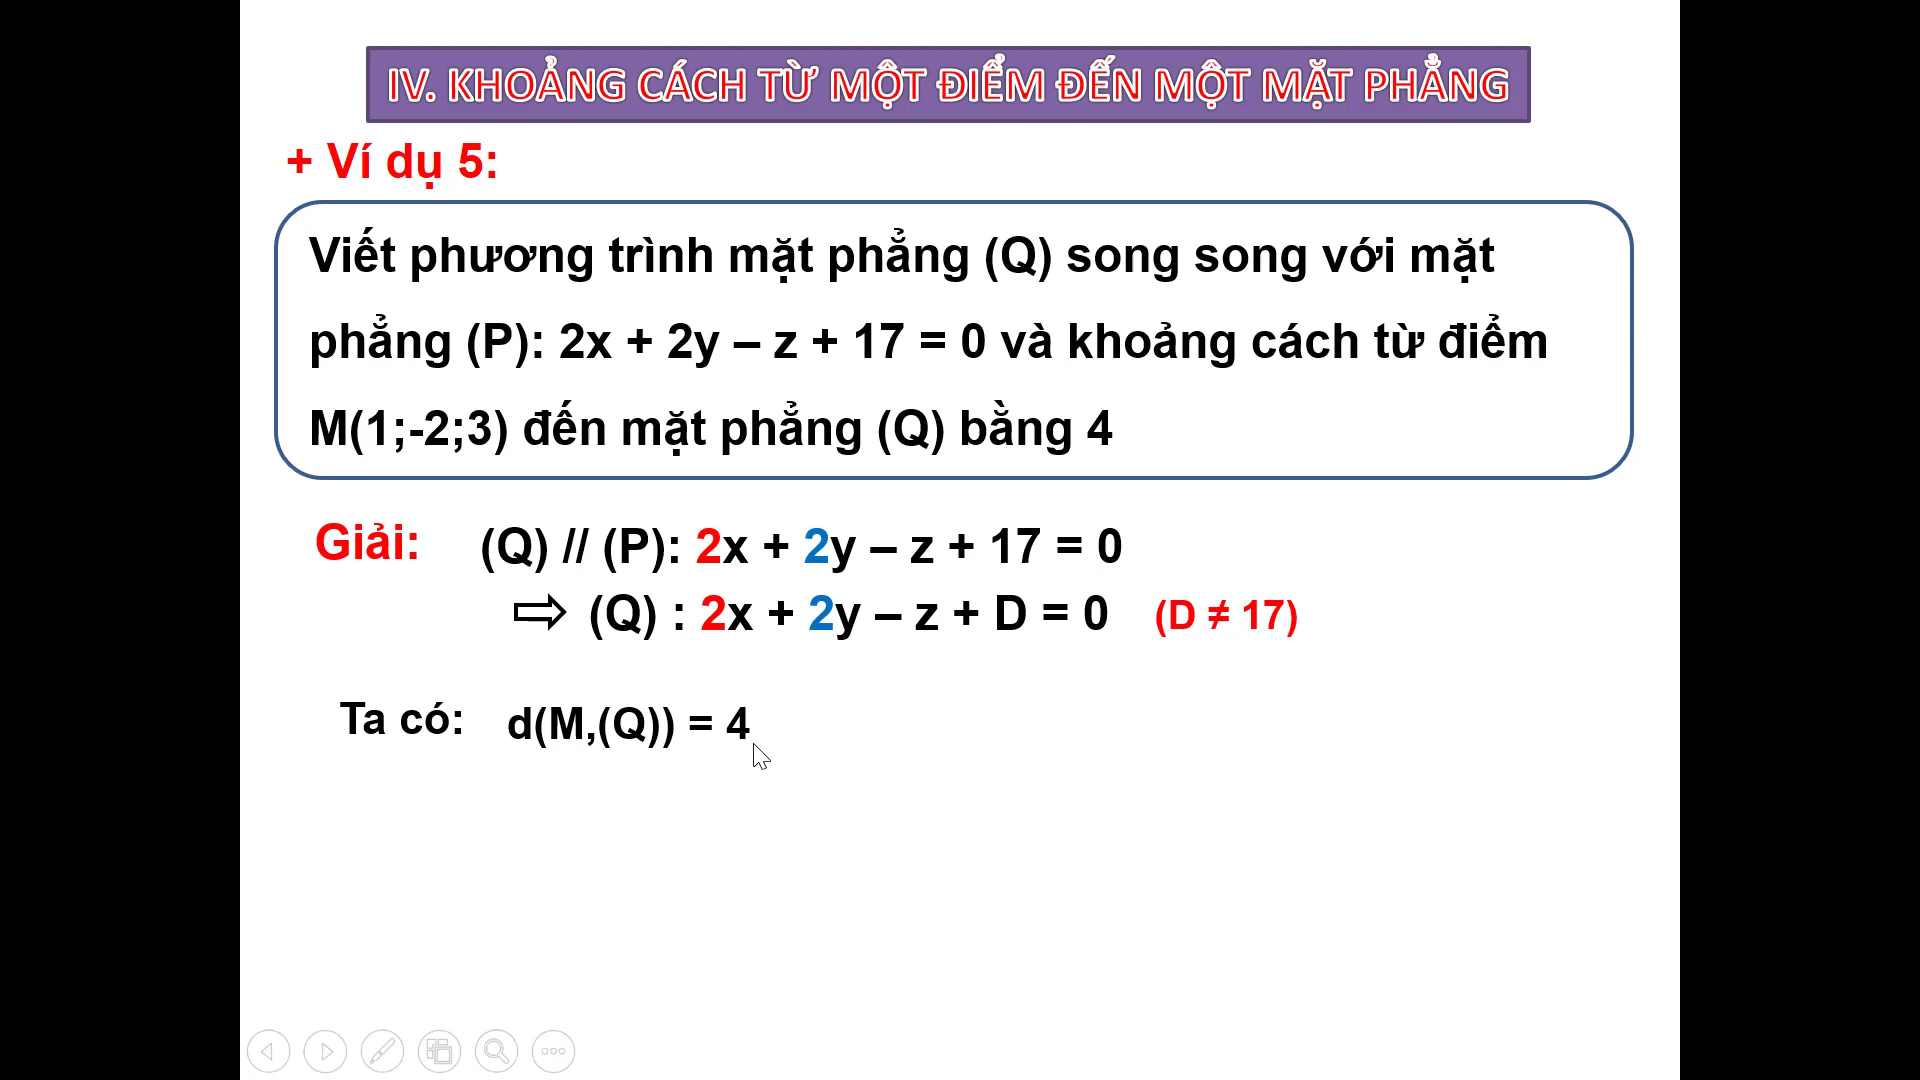 IV. KHOẢNG CÁCH TỪ MỘT ĐIỂM ĐẾN MỘT MẶT PHẲNG
+ Ví dụ 5:
Viết phương trình mặt phẳng (Q) song song với mặt
phẳng (P): 2x + 2y – z + 17 = 0 và khoảng cách từ điểm
M(1;-2;3) đến mặt phẳng (Q) bằng 4
Giải: (Q) // (P): 2x + 2y – z + 17 = 0
⇨ (Q) : 2x + 2y – z + D = 0 (D ≠ 17)
Ta có: d(M,(Q)) = 4